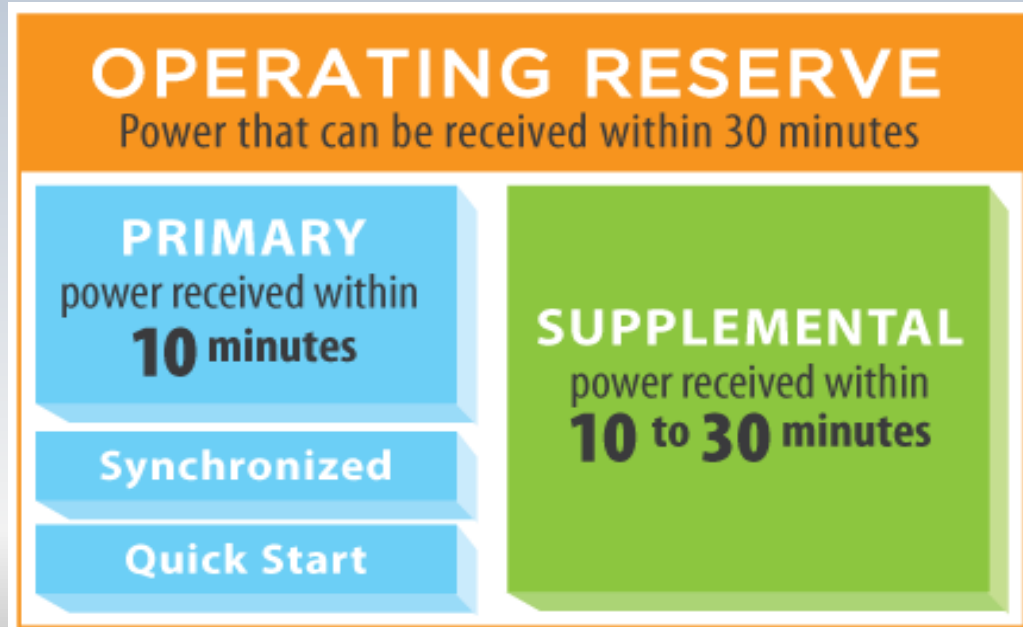 OPERATING RESERVE
Power that can be received within 30 minutes
PRIMARY
power received within
10 minutes
Synchronized
Quick Start
SUPPLEMENTAL
power received within
10 to 30 minutes